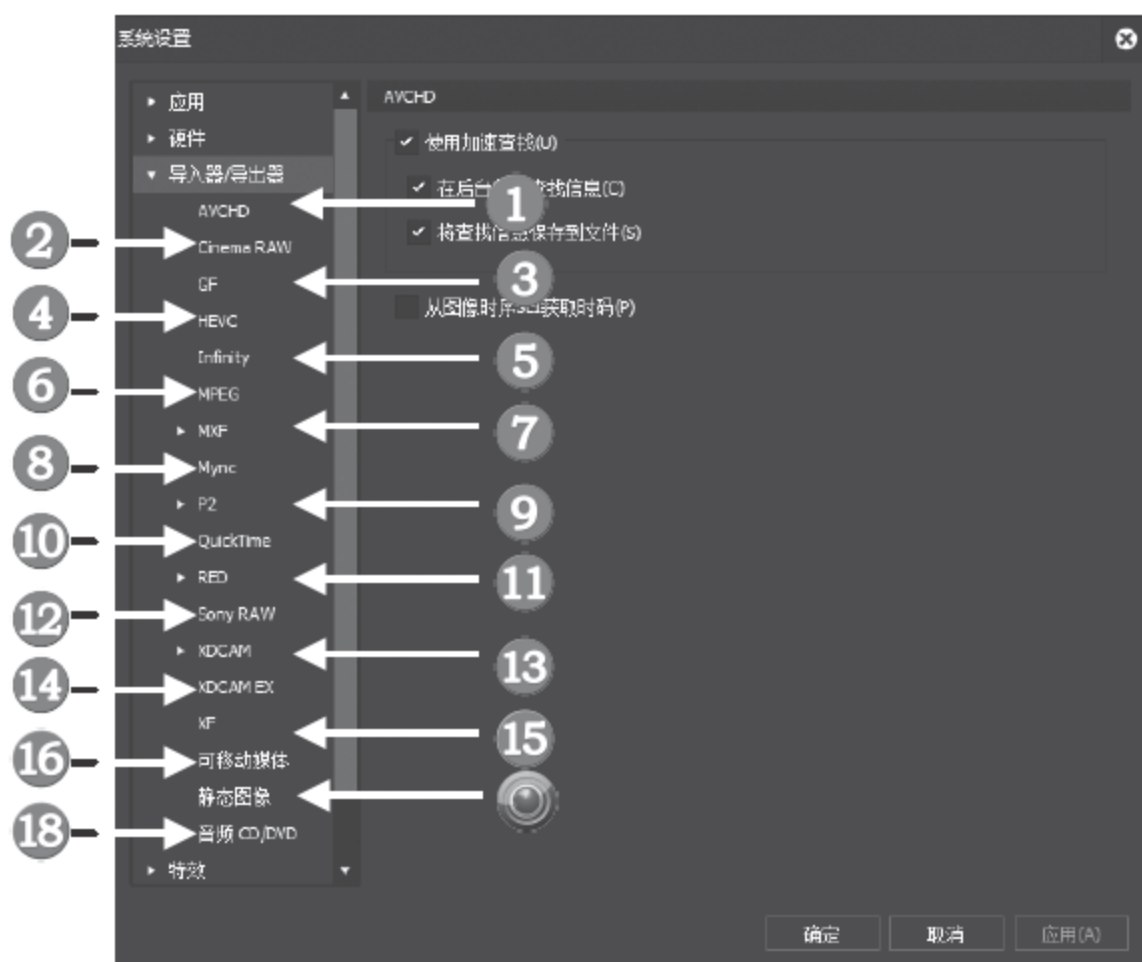 系统设置
应用
AVCHD
硬件
使用加速查找(U)
导入器/导出器
在后台 查找信息(C)
AVCHD
1
将查找信息保存到文件(S)
2
Cinema RAW
GF
3
从图像时序 获取时码(P)
4
HEVC
Infinity
5
6
MPEG
MXF
7
8
Mync
P2
9
10
QuickTime
RED
11
12
Sony RAW
XDCAM
13
14
XDCAM EX
XF
15
16
可移动媒体
静态图像
18
音频 CD/DVD
特效
确定
取消
应用(A)